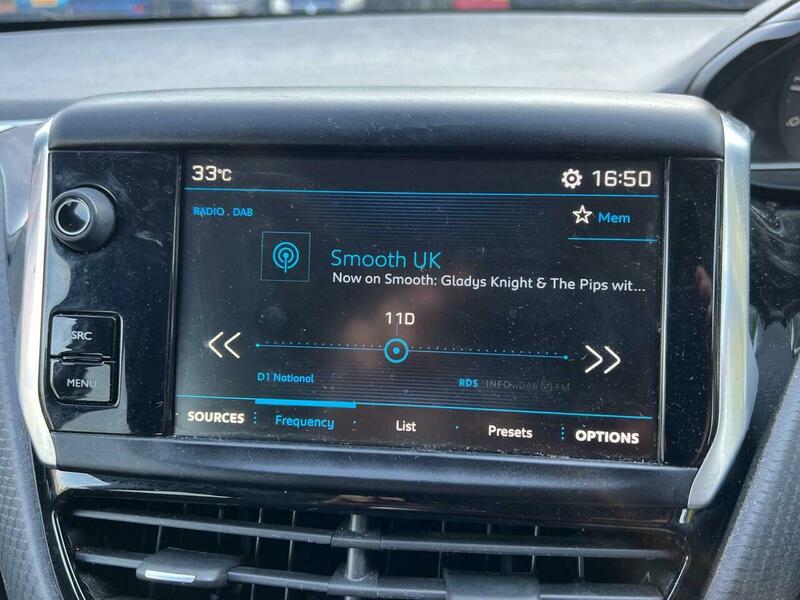 33°C
16:50
RADIO . DAB
Mem
Smooth UK
Now on Smooth: Gladys Knight & The Pips wit...
SRC
11D
MENU
D1 National
RDS INFO DAB FM
SOURCES Frequency List Presets OPTIONS